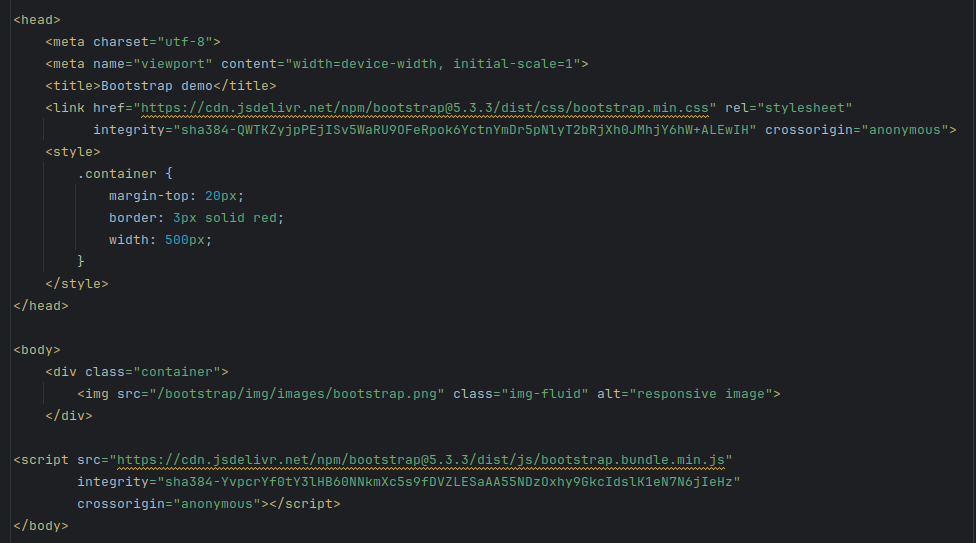 <head>
    <meta charset="utf-8">
    <meta name="viewport" content="width=device-width, initial-scale=1">
    <title>Bootstrap demo</title>
    <link href="https://cdn.jsdelivr.net/npm/bootstrap@5.3.3/dist/css/bootstrap.min.css" rel="stylesheet"
          integrity="sha384-QWTKZyjpPEjISv5WaRU9OFeRpok6YctnYmDr5pNlyT2bRjXh0JMhjY6hW+ALEwIH" crossorigin="anonymous">
    <style>
        .container {
            margin-top: 20px;
            border: 3px solid red;
            width: 500px;
        }
    </style>
</head>

<body>
    <div class="container">
        <img src="/bootstrap/img/images/bootstrap.png" class="img-fluid" alt="responsive image">
    </div>

<script src="https://cdn.jsdelivr.net/npm/bootstrap@5.3.3/dist/js/bootstrap.bundle.min.js"
        integrity="sha384-YvpcrYf0tY3lHB60NNkmXc5s9fDVZLESaAA55NDzOxhy9GkcIdslK1eN7N6jIeHz"
        crossorigin="anonymous"></script>
</body>